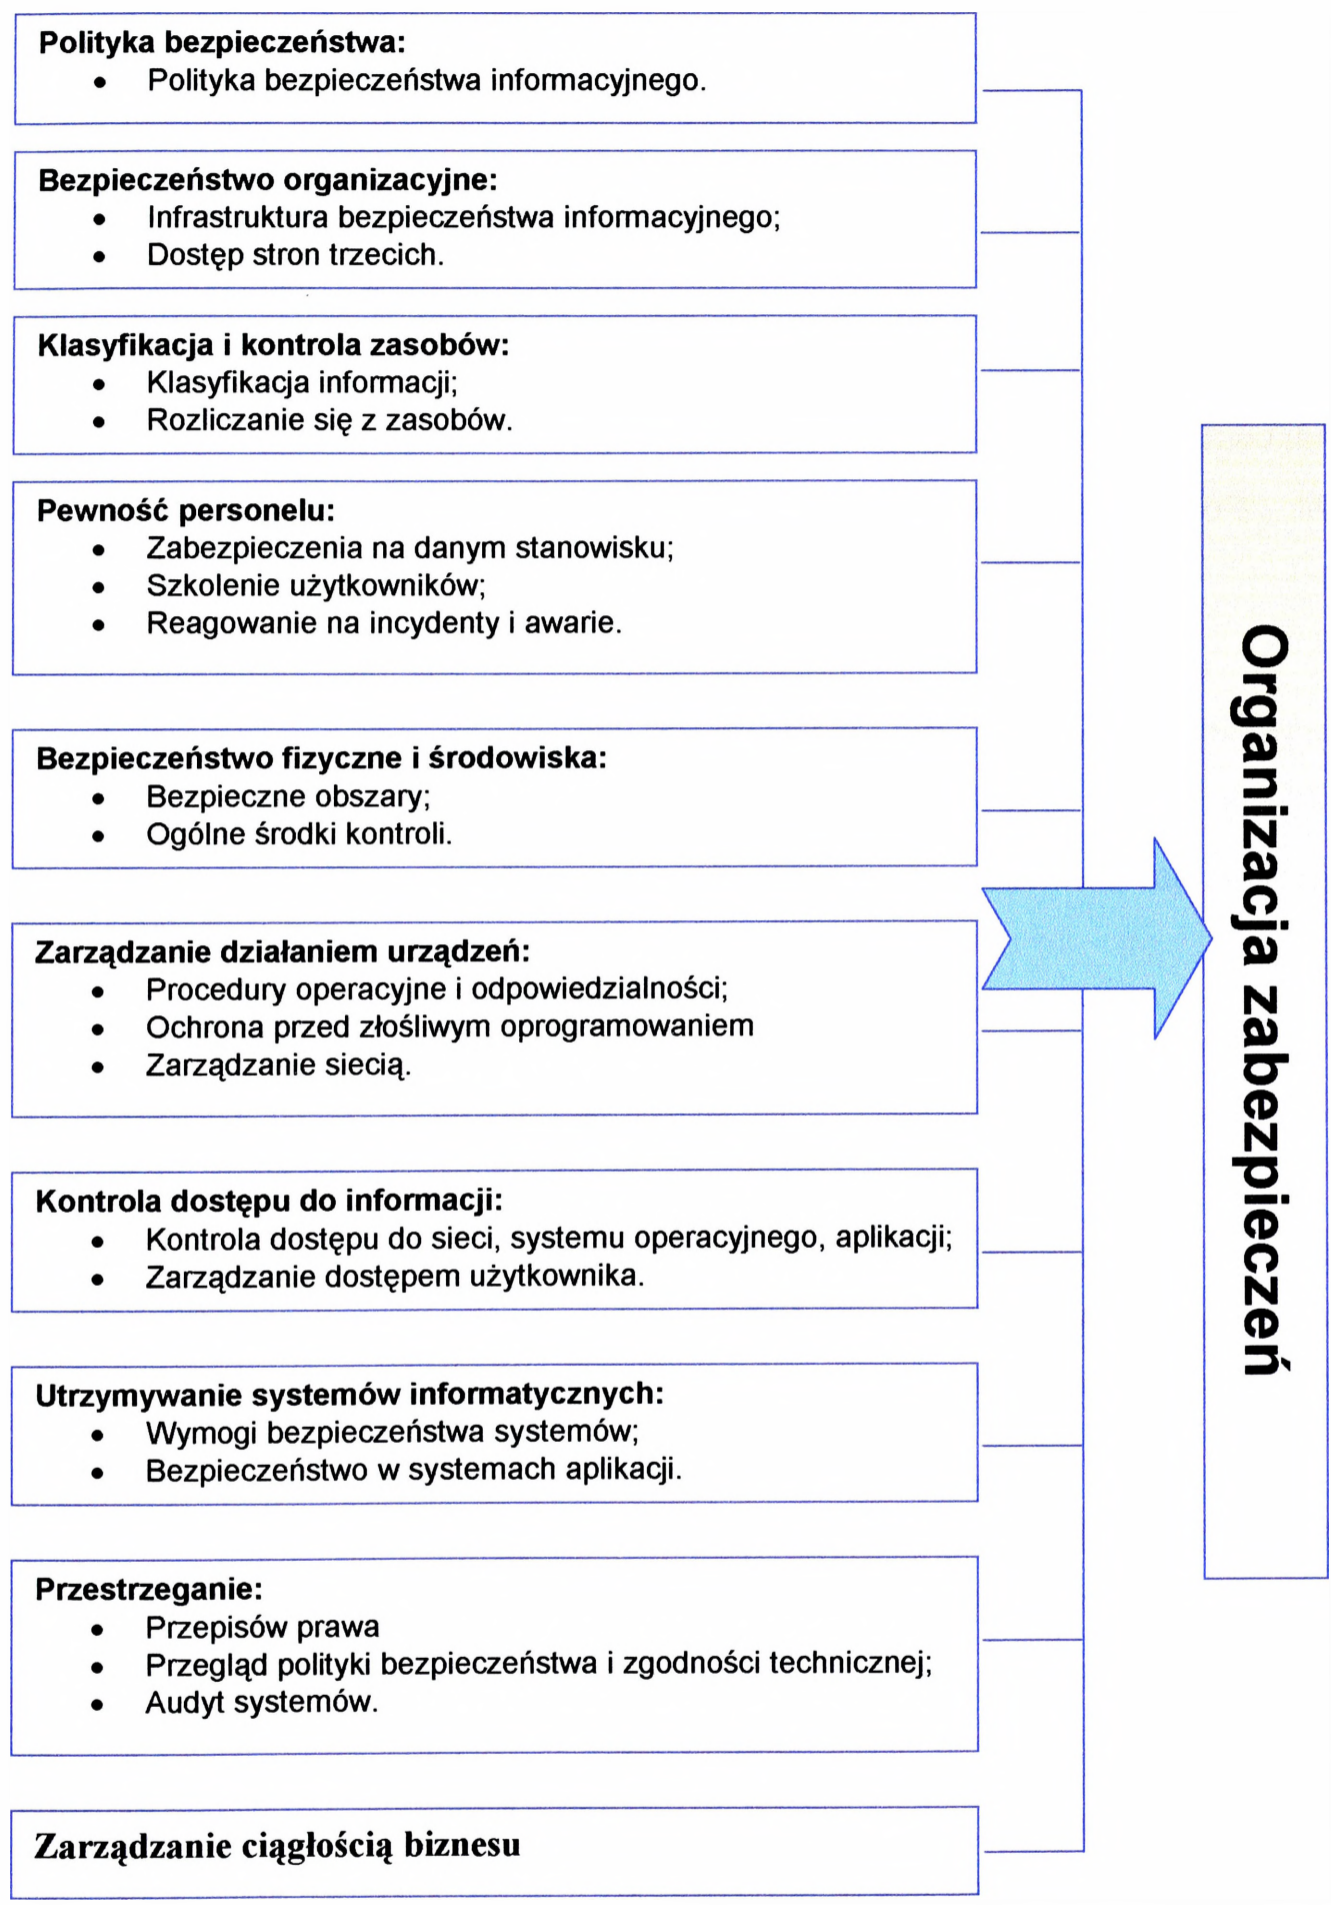 Polityka bezpieczeństwa:
• Polityka bezpieczeństwa informacyjnego.
Bezpieczeństwo organizacyjne:
• Infrastruktura bezpieczeństwa informacyjnego;
• Dostęp stron trzecich.
Klasyfikacja i kontrola zasobów:
• Klasyfikacja informacji;
• Rozliczanie się z zasobów.
Pewność personelu:
• Zabezpieczenia na danym stanowisku;
• Szkolenie użytkowników;
• Reagowanie na incydenty i awarie.
Bezpieczeństwo fizyczne i środowiska:
• Bezpieczne obszary;
• Ogólne środki kontroli.
Zarządzanie działaniem urządzeń:
• Procedury operacyjne i odpowiedzialności;
• Ochrona przed złośliwym oprogramowaniem
• Zarządzanie siecią.
Kontrola dostępu do informacji:
• Kontrola dostępu do sieci, systemu operacyjnego, aplikacji;
• Zarządzanie dostępem użytkownika.
Utrzymywanie systemów informatycznych:
• Wymogi bezpieczeństwa systemów;
• Bezpieczeństwo w systemach aplikacji.
Przestrzeganie:
• Przepisów prawa
• Przegląd polityki bezpieczeństwa i zgodności technicznej;
• Audyt systemów.
Zarządzanie ciągłością biznesu
Organizacja zabezpieczeń